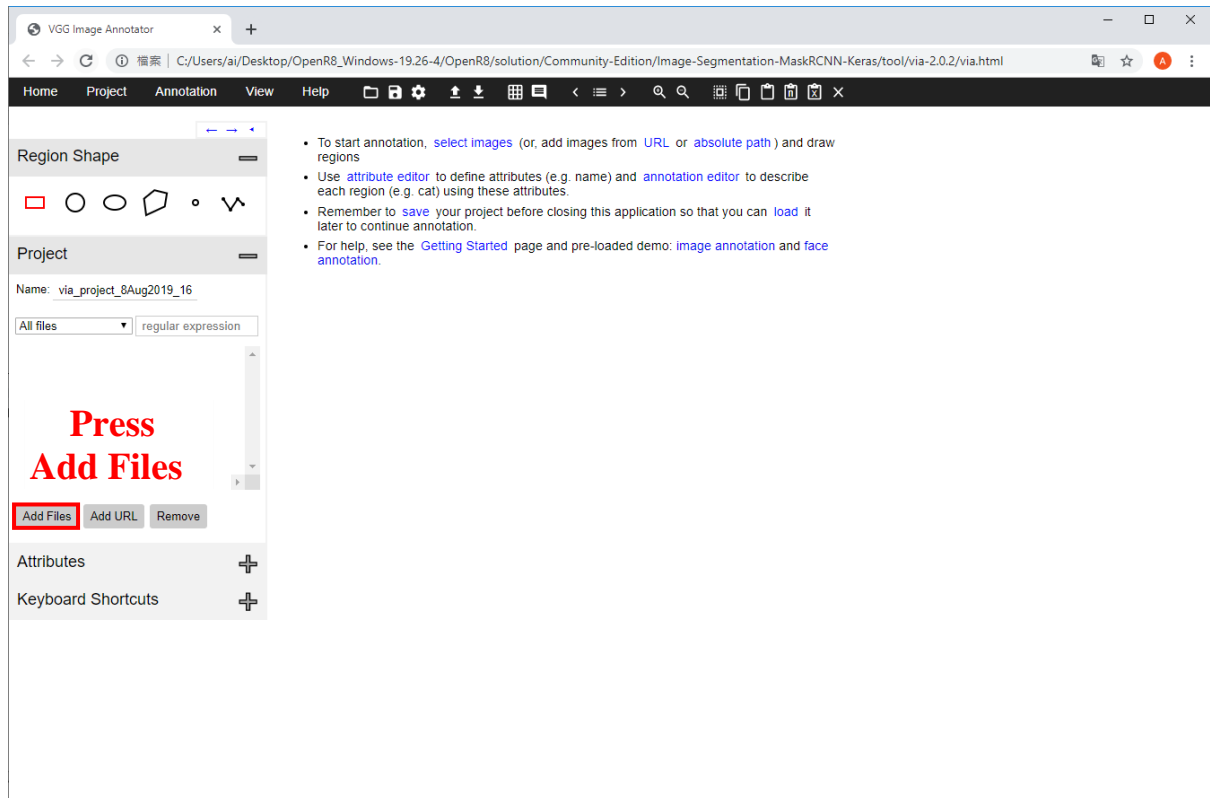 VGG Image Annotator
檔案 | C:/Users/ai/Desktop/OpenR8_Windows-19.26-4/OpenR8/solution/Community-Edition/Image-Segmentation-MaskRCNN-Keras/tool/via-2.0.2/via.html
A
Home Project Annotation View Help
Region Shape
Project
Name: via_project_8Aug2019_16
All files regular expression
Press
Add Files
Add Files Add URL Remove
Attributes
Keyboard Shortcuts
• To start annotation, select images (or, add images from URL or absolute path ) and draw
regions
• Use attribute editor to define attributes (e.g. name) and annotation editor to describe
each region (e.g. cat) using these attributes.
• Remember to save your project before closing this application so that you can load it
later to continue annotation.
• For help, see the Getting Started page and pre-loaded demo: image annotation and face
annotation.